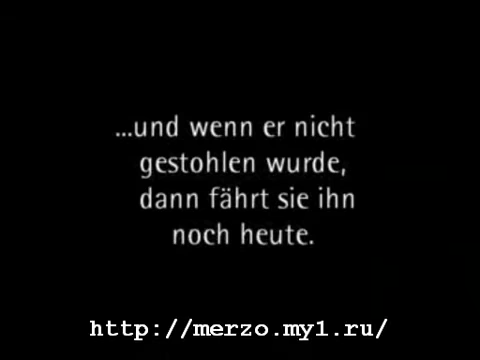 ...und wenn er nicht
gestohlen wurde,
dann fährt sie ihn
noch heute.
http://merzo.my1.ru/